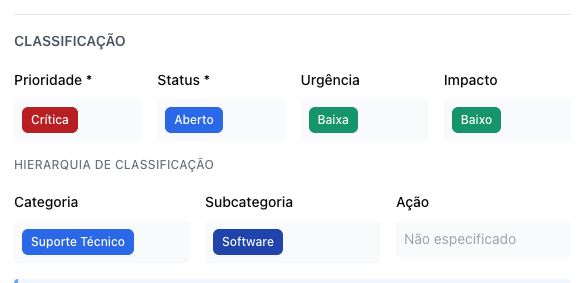 CLASSIFICAÇÃO
Prioridade * Status * Urgência Impacto
Crítica Aberto Baixa Baixo
HIERARQUIA DE CLASSIFICAÇÃO
Categoria Subcategoria Ação
Suporte Técnico Software Não especificado